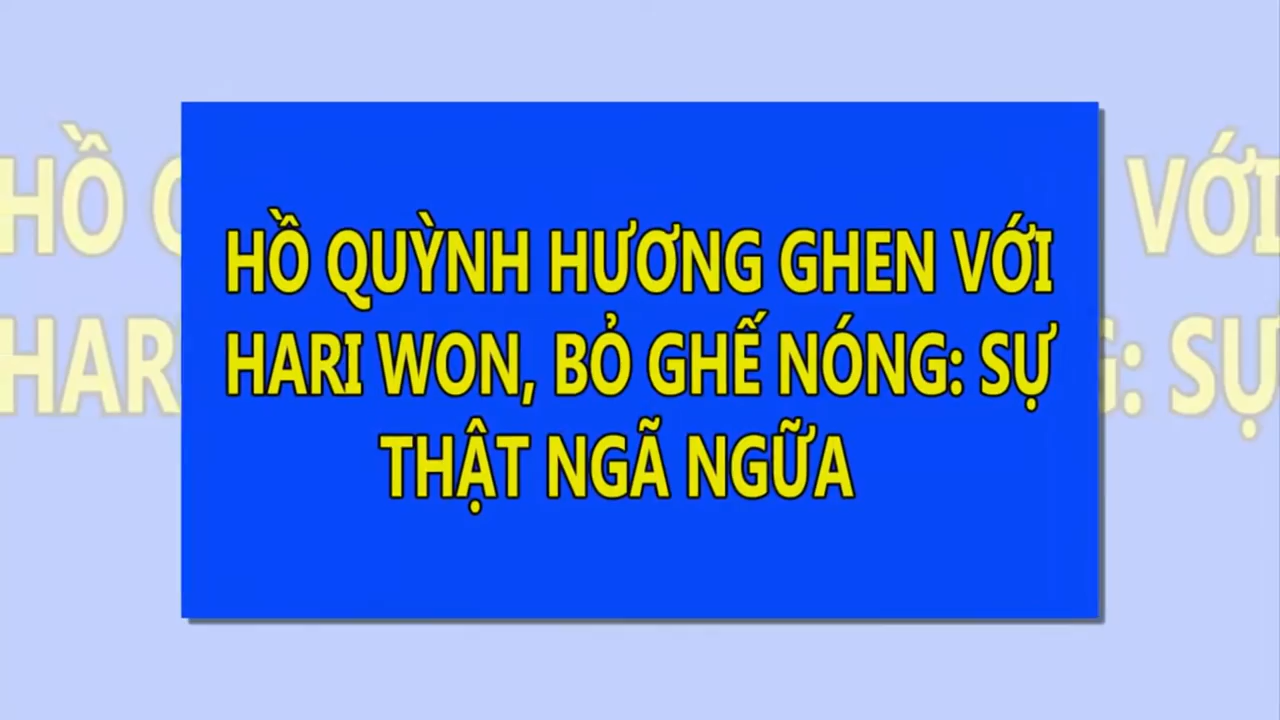 HỒ QUỲNH HƯƠNG GHEN VỚI
HARI WON, BỎ GHẾ NÓNG: SỰ
THẬT NGÃ NGỮA